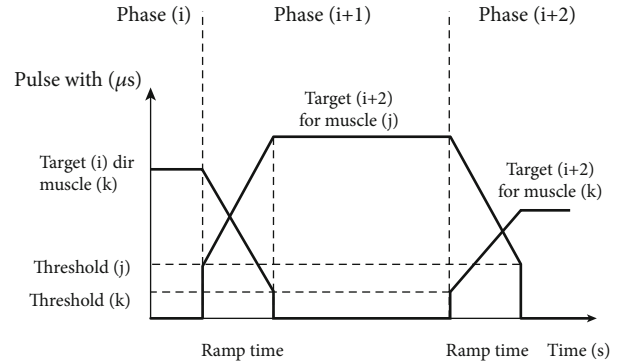 Phase (i)
Phase (i+1)
Phase (i+2)
Pulse with (μs)
Target (i+2)
for muscle (j)
Target (i) dir
muscle (k)
Target (i+2)
for muscle (k)
Threshold (j)
Threshold (k)
Ramp time
Ramp time
Time (s)